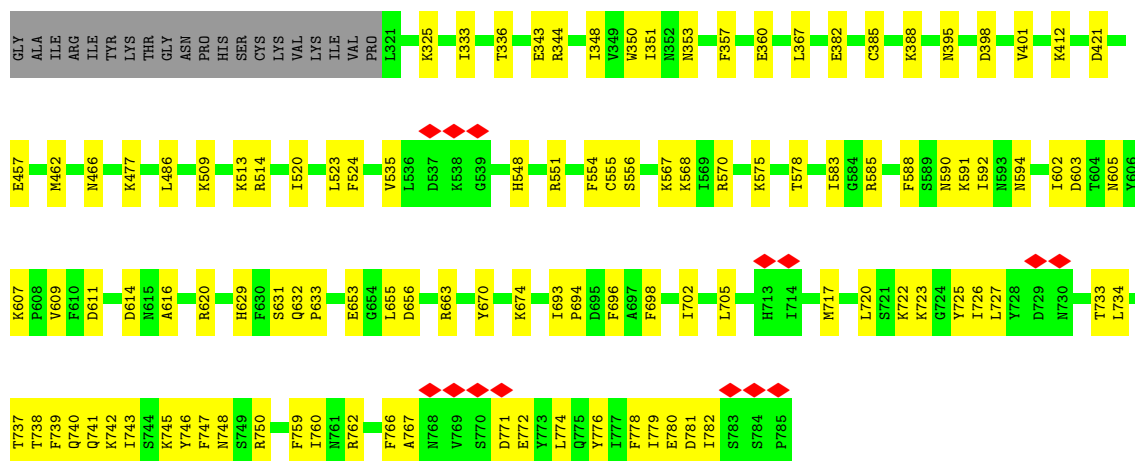 GLY ALA ILE ARG ILE TYR LYS THR GLY ASN PRO HIS SER CYS LYS VAL LYS ILE VAL PRO L321 K325 I333 T336 E343 R344 I348 V349 W350 I351 N352 N353 F357 E360 L367 E382 C385 K388 N395 D398 V401 K412 D421
E457 M462 N466 K477 L486 K509 K513 R514 I520 L523 F524 V535 L536 D537 K538 G539 H548 R551 F554 C555 S556 K567 K568 I569 R570 K575 T578 I583 G584 R585 F588 S589 N590 K591 I592 N593 N594 I602 D603 T604 N605 Y606
K607 P608 V609 F610 D611 D614 N615 A616 R620 H629 F630 S631 Q632 P633 E653 G654 L655 D656 R663 Y670 K674 I693 P694 D695 F696 A697 F698 I702 L705 H713 I714 M717 L720 S721 K722 K723 G724 Y725 I726 L727 Y728 D729 N730 T733 L734
T737 T738 F739 Q740 Q741 K742 I743 S744 K745 Y746 F747 N748 S749 R750 F759 I760 N761 R762 F766 A767 N768 V769 S770 D771 E772 Y773 L774 Q775 Y776 I777 F778 I779 E780 D781 I782 S783 S784 P785